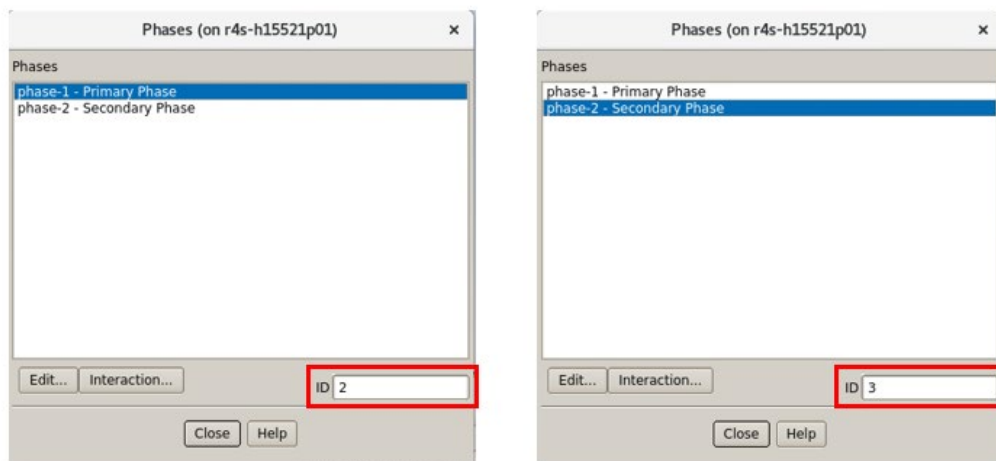 Phases (on r4s-h15521p01) ×
Phases
phase-1 - Primary Phase
phase-2 - Secondary Phase
Edit... Interaction... ID 2
Close Help
Phases (on r4s-h15521p01) ×
Phases
phase-1 - Primary Phase
phase-2 - Secondary Phase
Edit... Interaction... ID 3
Close Help